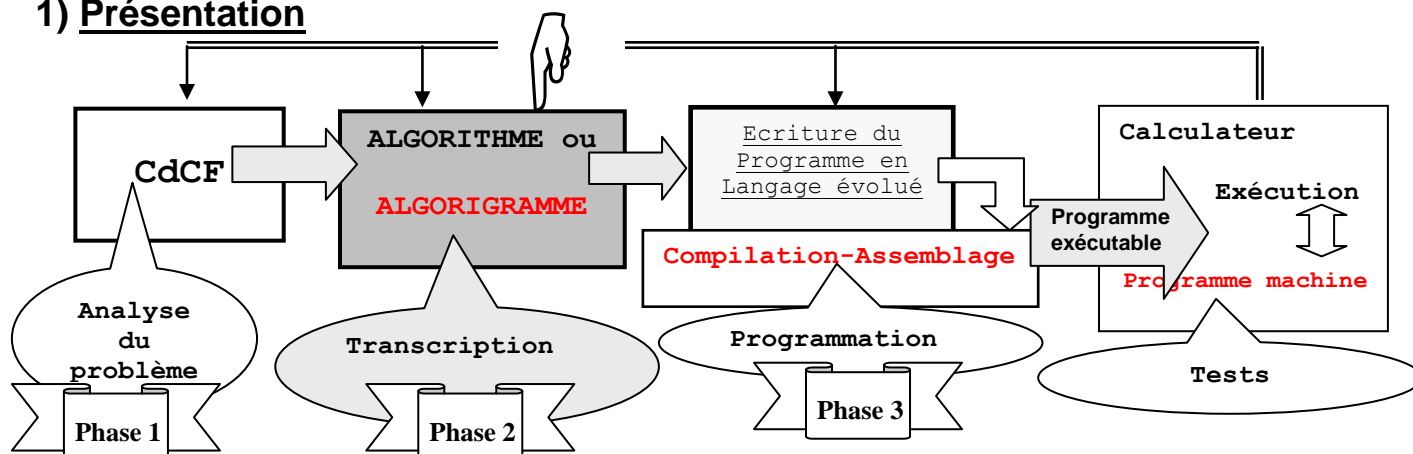 1) Présentation
CdCF
ALGORITHME ou
ALGORIGRAMME
Ecriture du
Programme en
Langage évolué
Compilation-Assemblage
Programme
exécutable
Calculateur
Exécution
Programme machine
Analyse
du
problème
Phase 1
Transcription
Phase 2
Programmation
Phase 3
Tests